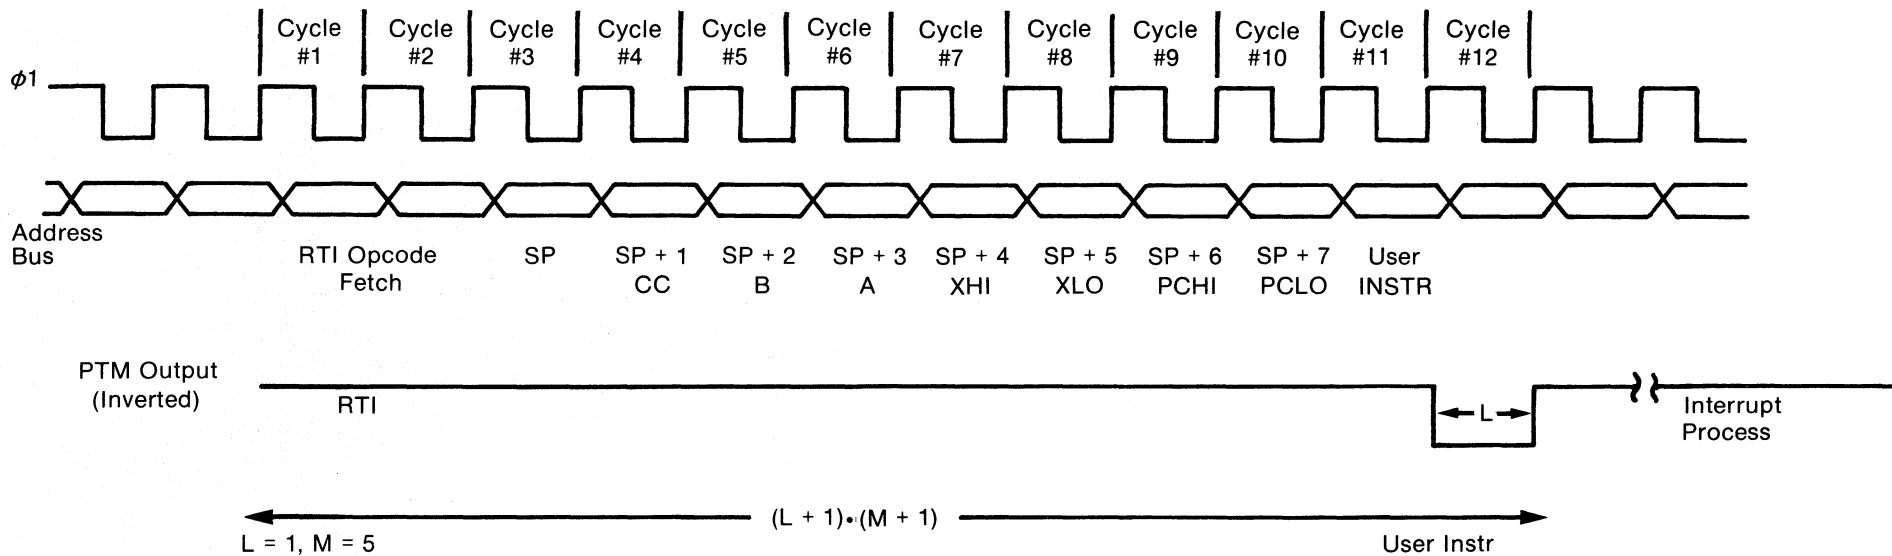 Cycle #1
Cycle #2
Cycle #3
Cycle #4
Cycle #5
Cycle #6
Cycle #7
Cycle #8
Cycle #9
Cycle #10
Cycle #11
Cycle #12
ϕ1
Address
Bus
RTI Opcode
Fetch
SP
SP + 1
CC
SP + 2
B
SP + 3
A
SP + 4
XHI
SP + 5
XLO
SP + 6
PCHI
SP + 7
PCLO
User
INSTR
PTM Output
(Inverted)
RTI
L
Interrupt
Process
(L + 1)•(M + 1)
L = 1, M = 5
User Instr